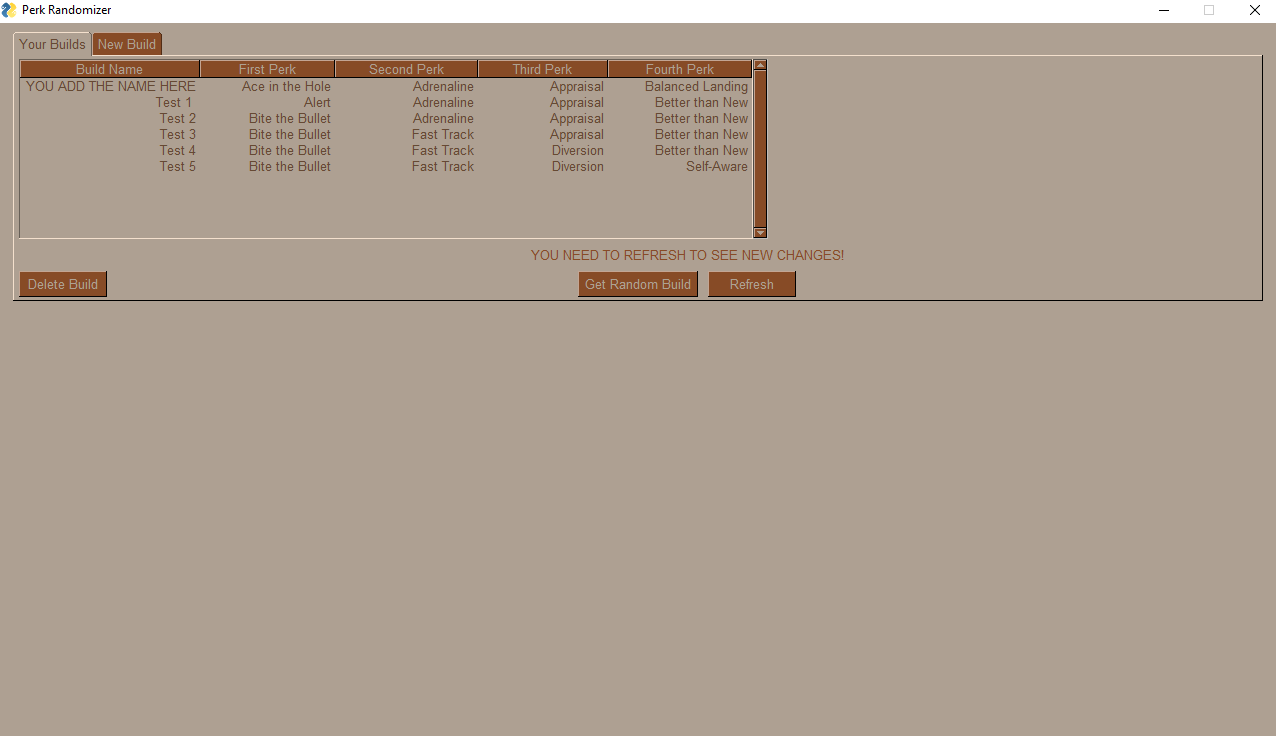 Perk Randomizer
Your Builds New Build
Build Name First Perk Second Perk Third Perk Fourth Perk
YOU ADD THE NAME HERE Ace in the Hole Adrenaline Appraisal Balanced Landing
Test 1 Alert Adrenaline Appraisal Better than New
Test 2 Bite the Bullet Adrenaline Appraisal Better than New
Test 3 Bite the Bullet Fast Track Appraisal Better than New
Test 4 Bite the Bullet Fast Track Diversion Better than New
Test 5 Bite the Bullet Fast Track Diversion Self-Aware
YOU NEED TO REFRESH TO SEE NEW CHANGES!
Delete Build Get Random Build Refresh